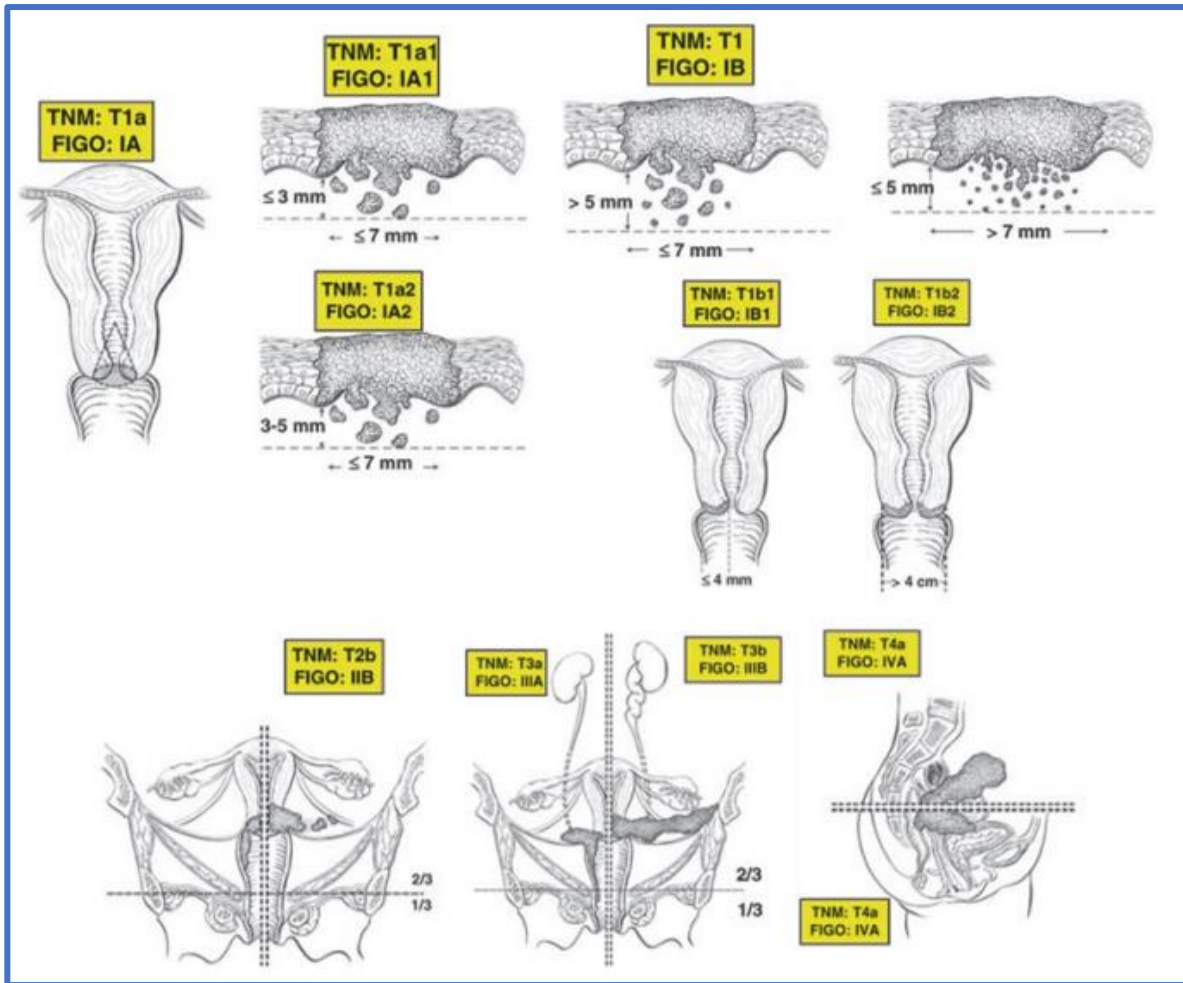 TNM: T1a
FIGO: IA
TNM: T1a1
FIGO: IA1
≤ 3 mm
≤ 7 mm
TNM: T1
FIGO: IB
> 5 mm
≤ 7 mm
≤ 5 mm
> 7 mm
TNM: T1a2
FIGO: IA2
3-5 mm
≤ 7 mm
TNM: T1b1
FIGO: IB1
≤ 4 mm
TNM: T1b2
FIGO: IB2
> 4 cm
TNM: T2b
FIGO: IIB
2/3
1/3
TNM: T3a
FIGO: IIIA
TNM: T3b
FIGO: IIIB
2/3
1/3
TNM: T4a
FIGO: IVA
TNM: T4a
FIGO: IVA